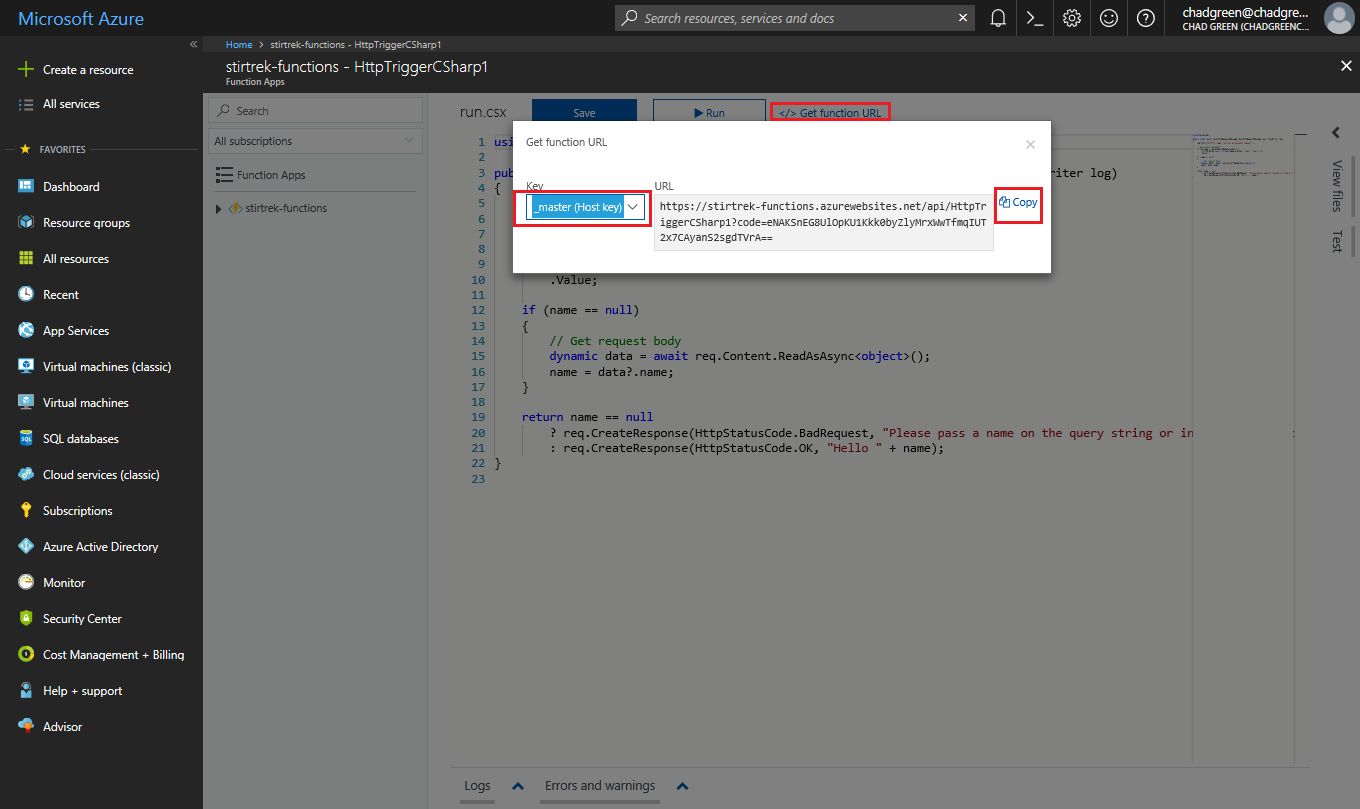 Microsoft Azure
Search resources, services and docs
chadgreen@chadgre...
CHAD GREEN (CHADGREENC...
Home > stirtrek-functions - HttpTriggerCSharp1
stirtrek-functions - HttpTriggerCSharp1
Function Apps
Create a resource
All services
FAVORITES
Dashboard
Resource groups
All resources
Recent
App Services
Virtual machines (classic)
Virtual machines
SQL databases
Cloud services (classic)
Subscriptions
Azure Active Directory
Monitor
Security Center
Cost Management + Billing
Help + support
Advisor
Search
All subscriptions
Function Apps
stirtrek-functions
run.csx
Save
Run
</> Get function URL
Get function URL
Key
URL
_master (Host key)
https://stirtrek-functions.azurewebsites.net/api/HttpTr
iggerCSharp1?code=eNAKSnEG8UlOpKU1Kkk0byZlyMrxWwTfmqIUT
2x7CAyanS2sgdTVrA==
Copy
1 usi
2
3 pub riter log)
4 {
5
6
7
8
9
10 .Value;
11
12 if (name == null)
13 {
14 // Get request body
15 dynamic data = await req.Content.ReadAsAsync<object>();
16 name = data?.name;
17 }
18
19 return name == null
20 ? req.CreateResponse(HttpStatusCode.BadRequest, "Please pass a name on the query string or in
21 : req.CreateResponse(HttpStatusCode.OK, "Hello " + name);
22 }
23
View files
Test
Logs
Errors and warnings